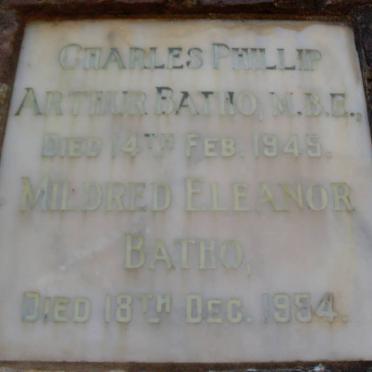 CHARLES PHILLIP
ARTHUR BATHO, M.B.E.,
DIED 14TH FEB. 1945.
MILDRED ELEANOR
BATHO,
DIED 18TH DEC. 1954.